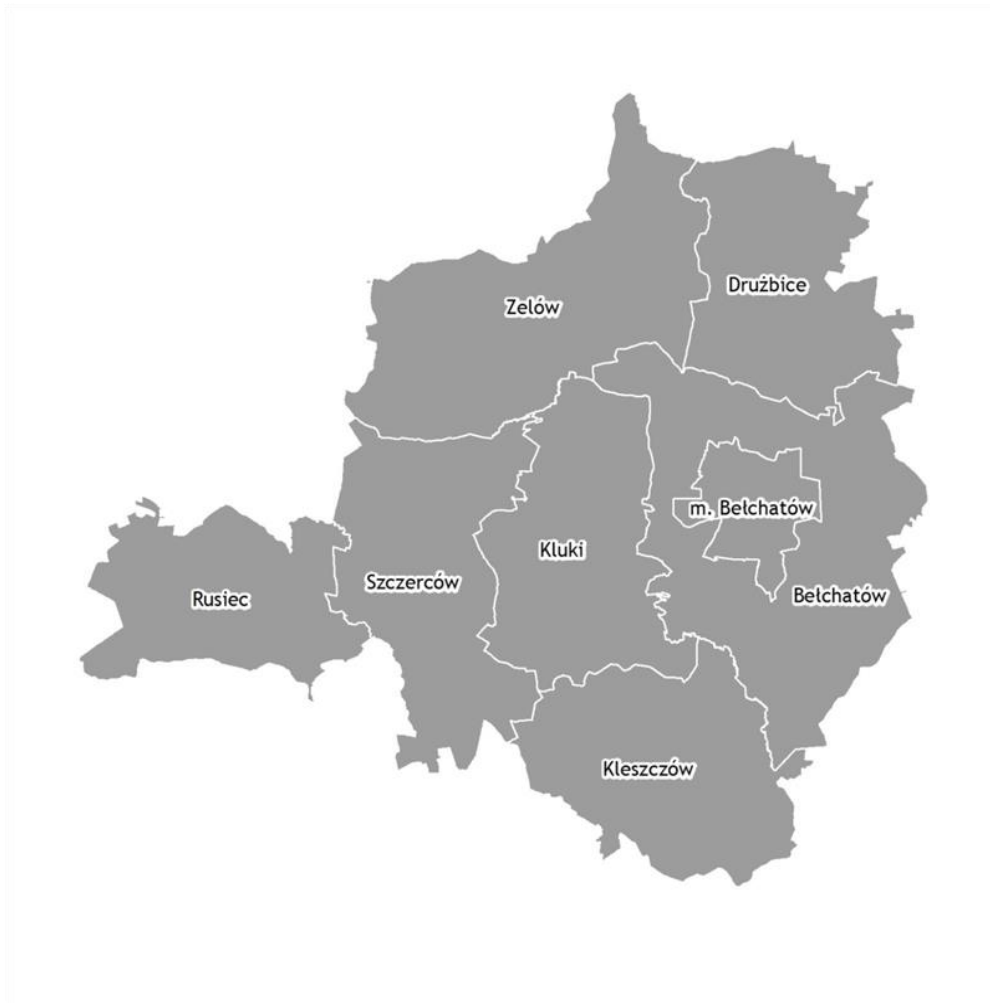 Drużbice
Zelów
m. Bełchatów
Kluki
Szczerców
Bełchatów
Rusiec
Kleszczów